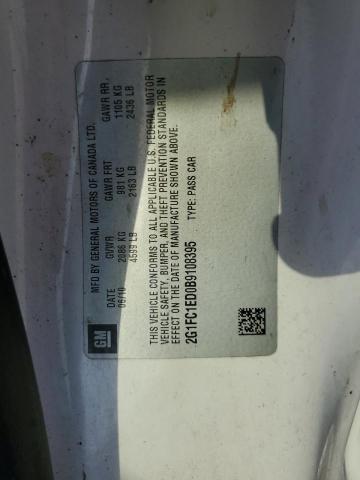 GM
MFD BY GENERAL MOTORS OF CANADA LTD.
DATE GVWR GAWR FRT GAWR RR
06/10 2086 KG 981 KG 1105 KG
4599 LB 2163 LB 2436 LB
THIS VEHICLE CONFORMS TO ALL APPLICABLE U.S. FEDERAL MOTOR
VEHICLE SAFETY, BUMPER, AND THEFT PREVENTION STANDARDS IN
EFFECT ON THE DATE OF MANUFACTURE SHOWN ABOVE.
2G1FC1ED0B9108395 TYPE: PASS CAR